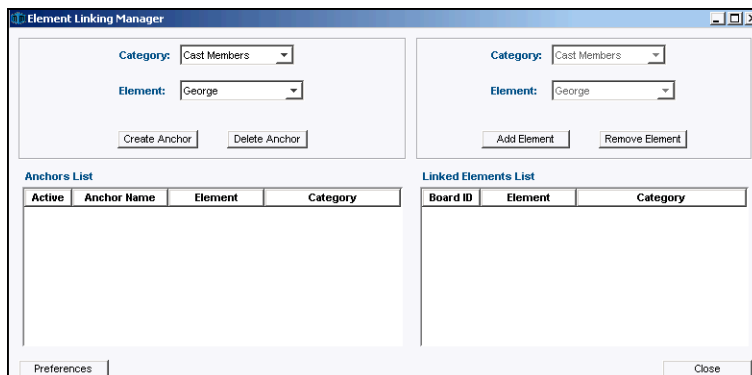 Element Linking Manager
Category: Cast Members
Element: George
Create Anchor Delete Anchor
Category: Cast Members
Element: George
Add Element Remove Element
Anchors List
Active Anchor Name Element Category
Linked Elements List
Board ID Element Category
Preferences
Close